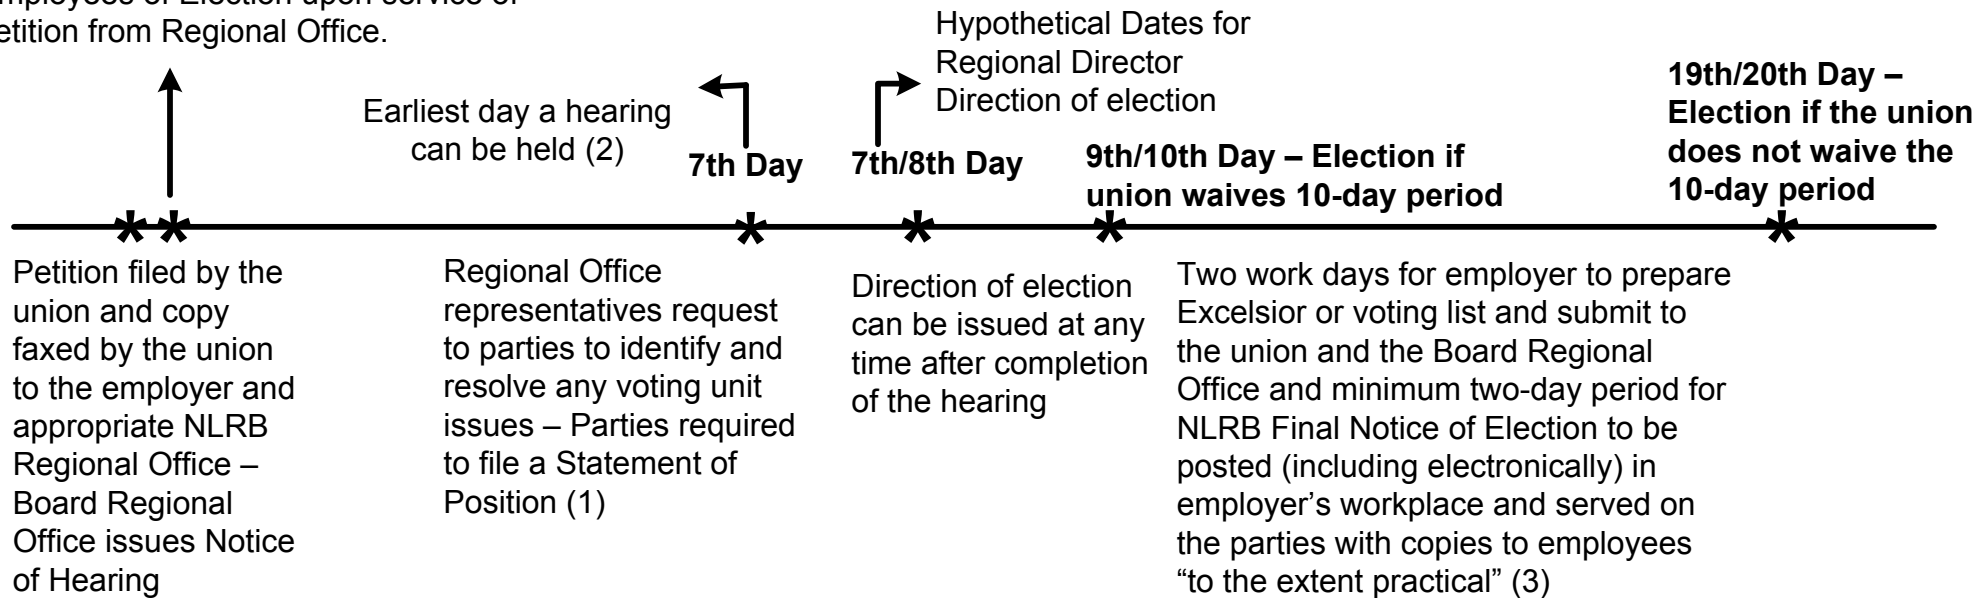 etition from Regional Office.
Earliest day a hearing
can be held (2)
7th Day
Hypothetical Dates for
Regional Director
Direction of election
7th/8th Day
9th/10th Day – Election if
union waives 10-day period
19th/20th Day –
Election if the union
does not waive the
10-day period
Petition filed by the
union and copy
faxed by the union
to the employer and
appropriate NLRB
Regional Office –
Board Regional
Office issues Notice
of Hearing
Regional Office
representatives request
to parties to identify and
resolve any voting unit
issues – Parties required
to file a Statement of
Position (1)
Direction of election
can be issued at any
time after completion
of the hearing
Two work days for employer to prepare
Excelsior or voting list and submit to
the union and the Board Regional
Office and minimum two-day period for
NLRB Final Notice of Election to be
posted (including electronically) in
employer’s workplace and served on
the parties with copies to employees
“to the extent practical” (3)